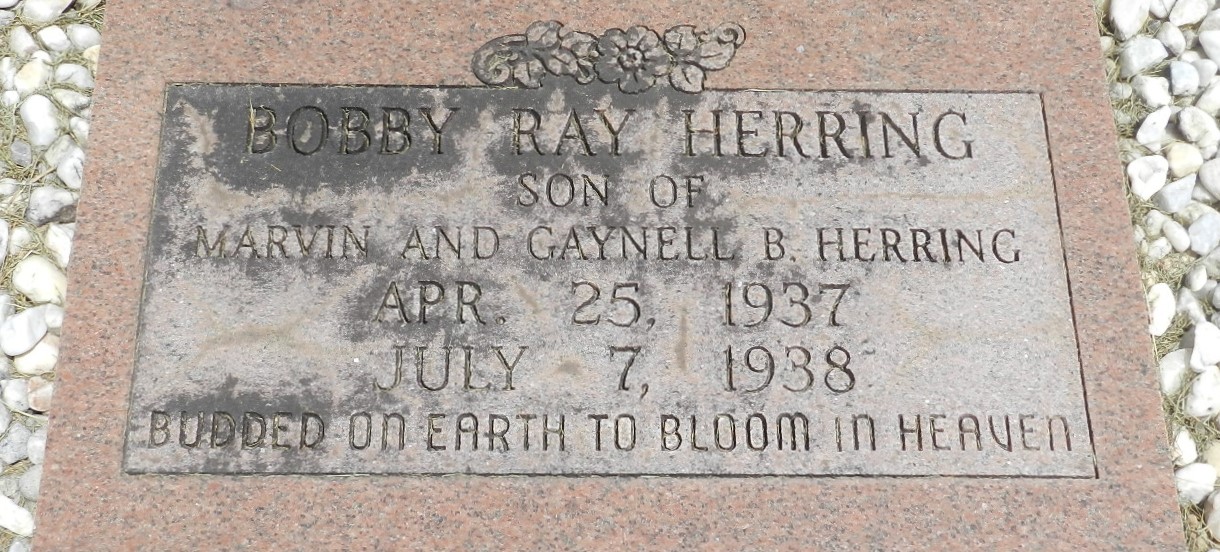 BOBBY RAY HERRING
SON OF
MARVIN AND GAYNELL B. HERRING
APR. 25, 1937
JULY 7, 1938
BUDDED ON EARTH TO BLOOM IN HEAVEN